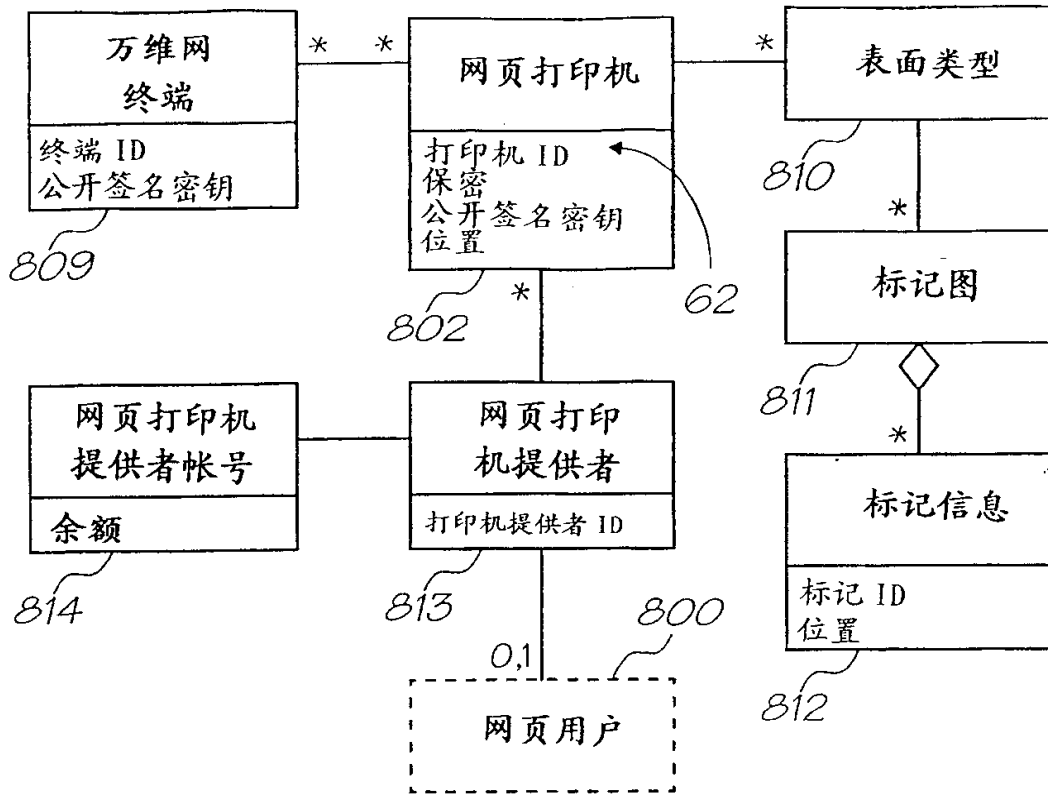 万维网
终端
终端 ID
公开签名密钥
809
*
*
网页打印机
打印机 ID
保密
公开签名密钥
位置
802
62
*
*
表面类型
810
*
标记图
811
*
标记信息
标记 ID
位置
812
网页打印机
提供者帐号
余额
814
网页打印
机提供者
打印机提供者 ID
813
800
0,1
网页用户